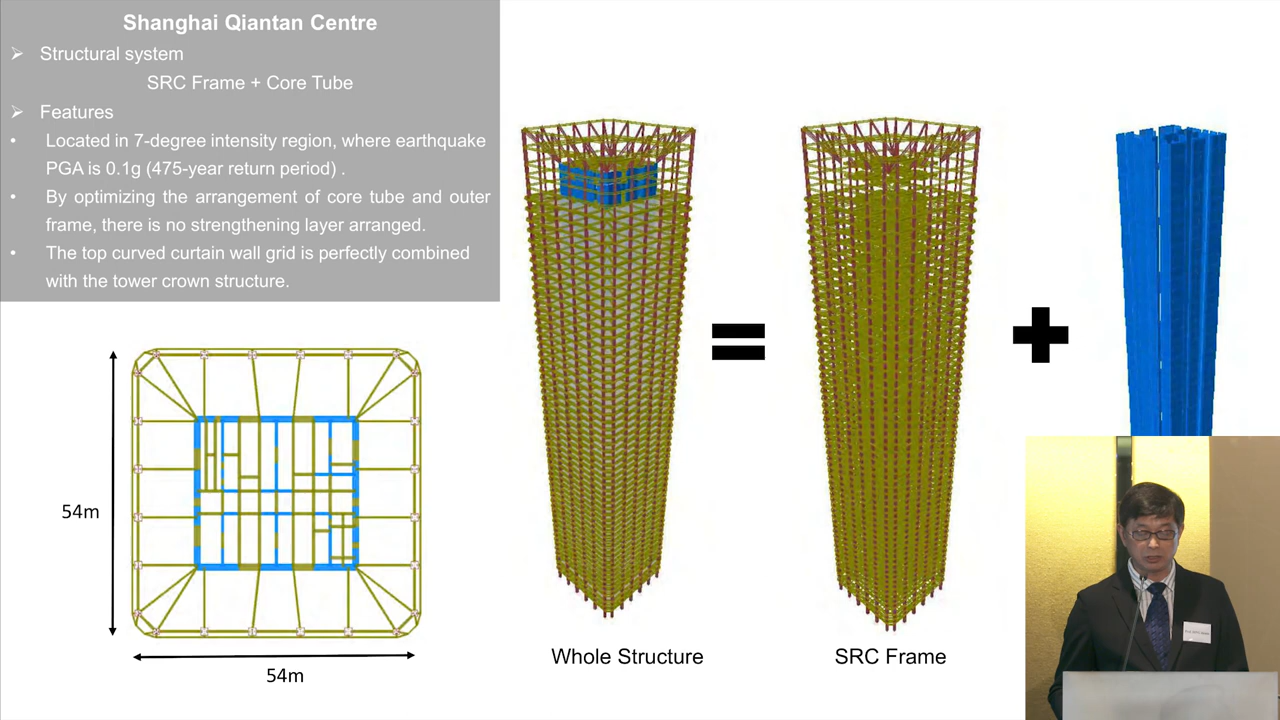 Shanghai Qiantan Centre
➢ Structural system
SRC Frame + Core Tube
➢ Features
• Located in 7-degree intensity region, where earthquake
PGA is 0.1g (475-year return period) .
• By optimizing the arrangement of core tube and outer
frame, there is no strengthening layer arranged.
• The top curved curtain wall grid is perfectly combined
with the tower crown structure.
54m
54m
Whole Structure
SRC Frame